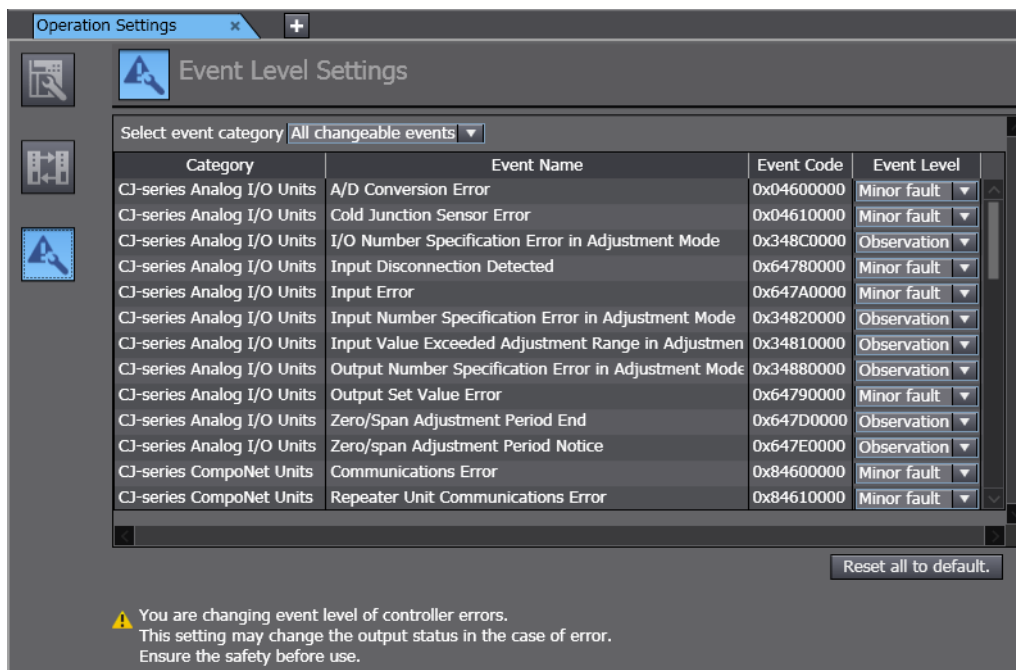 Operation Settings
Event Level Settings
Select event category All changeable events
Category Event Name Event Code Event Level
CJ-series Analog I/O Units A/D Conversion Error 0x04600000 Minor fault
CJ-series Analog I/O Units Cold Junction Sensor Error 0x04610000 Minor fault
CJ-series Analog I/O Units I/O Number Specification Error in Adjustment Mode 0x348C0000 Observation
CJ-series Analog I/O Units Input Disconnection Detected 0x64780000 Minor fault
CJ-series Analog I/O Units Input Error 0x647A0000 Minor fault
CJ-series Analog I/O Units Input Number Specification Error in Adjustment Mode 0x34820000 Observation
CJ-series Analog I/O Units Input Value Exceeded Adjustment Range in Adjustmen 0x34810000 Observation
CJ-series Analog I/O Units Output Number Specification Error in Adjustment Mode 0x34880000 Observation
CJ-series Analog I/O Units Output Set Value Error 0x64790000 Minor fault
CJ-series Analog I/O Units Zero/Span Adjustment Period End 0x647D0000 Observation
CJ-series Analog I/O Units Zero/span Adjustment Period Notice 0x647E0000 Observation
CJ-series CompoNet Units Communications Error 0x84600000 Minor fault
CJ-series CompoNet Units Repeater Unit Communications Error 0x84610000 Minor fault
Reset all to default.
You are changing event level of controller errors.
This setting may change the output status in the case of error.
Ensure the safety before use.